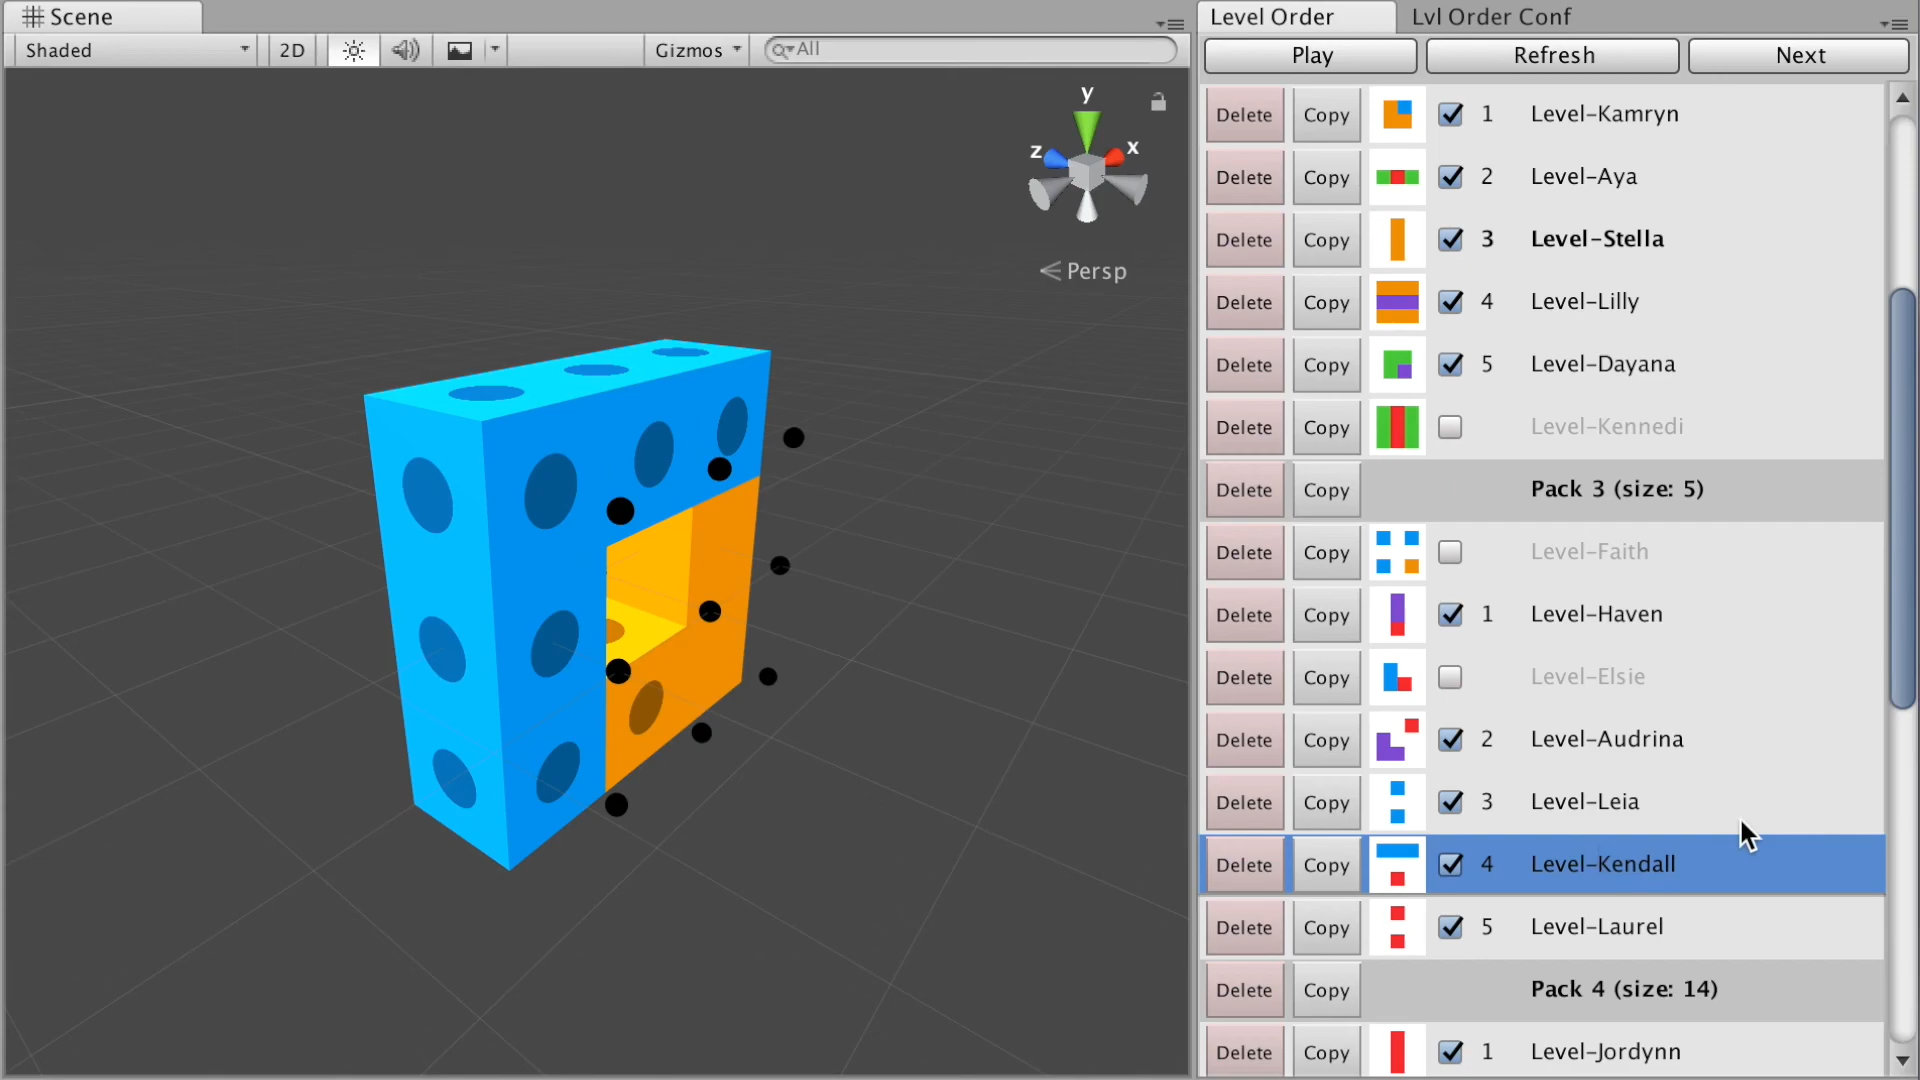 Scene
Shaded 2D Gizmos All
y
z x
Persp
Level Order Lvl Order Conf
Play Refresh Next
Delete Copy 1 Level-Kamryn
Delete Copy 2 Level-Aya
Delete Copy 3 Level-Stella
Delete Copy 4 Level-Lilly
Delete Copy 5 Level-Dayana
Delete Copy Level-Kennedi
Delete Copy Pack 3 (size: 5)
Delete Copy Level-Faith
Delete Copy 1 Level-Haven
Delete Copy Level-Elsie
Delete Copy 2 Level-Audrina
Delete Copy 3 Level-Leia
Delete Copy 4 Level-Kendall
Delete Copy 5 Level-Laurel
Delete Copy Pack 4 (size: 14)
Delete Copy 1 Level-Jordynn